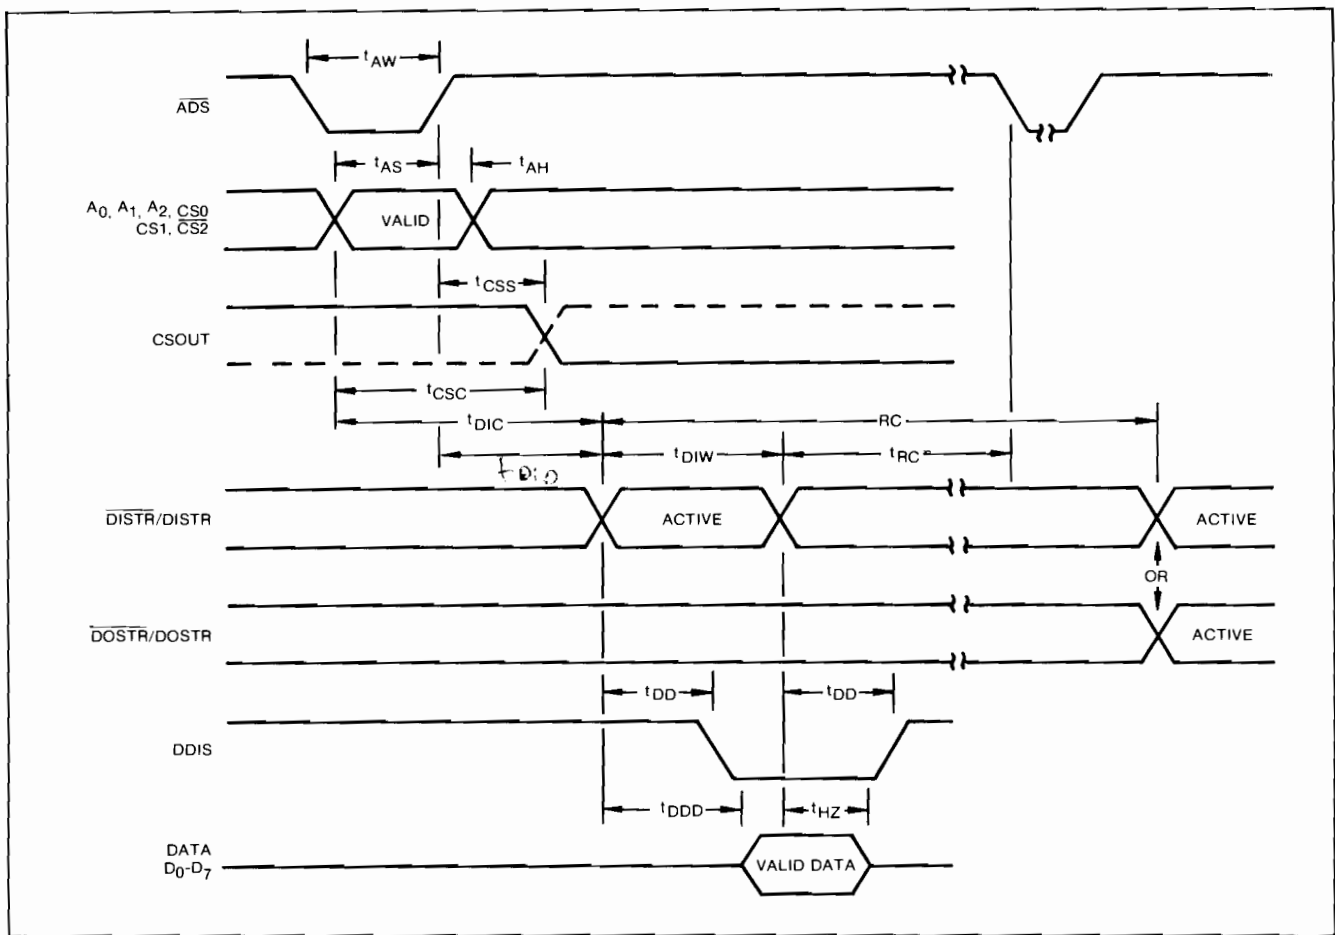 tAW
ADS
tAS
tAH
A0, A1, A2, CS0
CS1, CS2
VALID
tCSS
CSOUT
tCSC
tDIC
RC
tDID
tDIW
tRC*
DISTR/DISTR
ACTIVE
ACTIVE
OR
DOSTR/DOSTR
ACTIVE
tDD
tDD
DDIS
tDDD
tHZ
DATA
D0-D7
VALID DATA